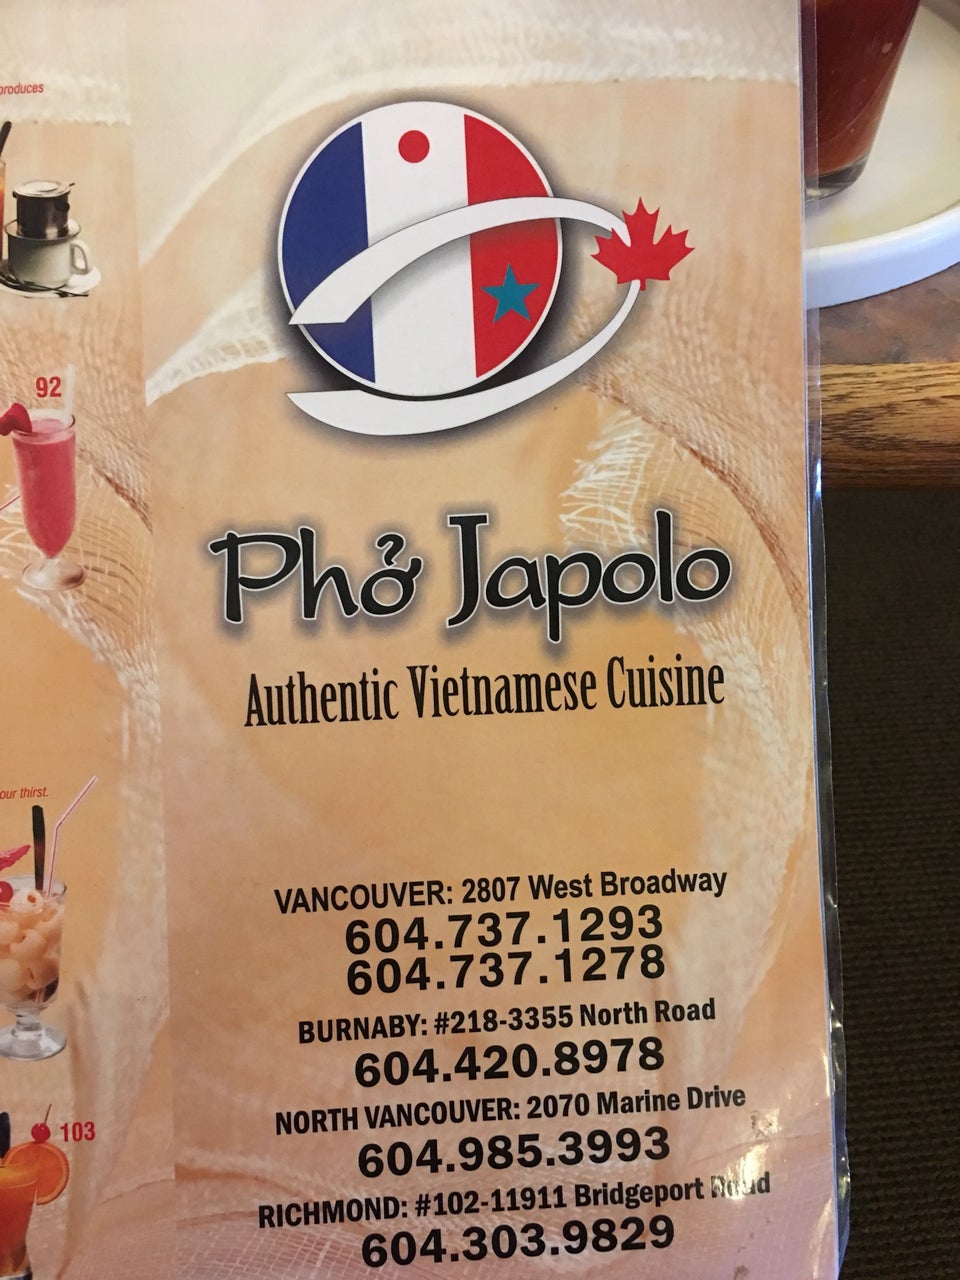 produces
92
our thirst.
103
Phở Japolo
Authentic Vietnamese Cuisine
VANCOUVER: 2807 West Broadway
604.737.1293
604.737.1278
BURNABY: #218-3355 North Road
604.420.8978
NORTH VANCOUVER: 2070 Marine Drive
604.985.3993
RICHMOND: #102-11911 Bridgeport Road
604.303.9829